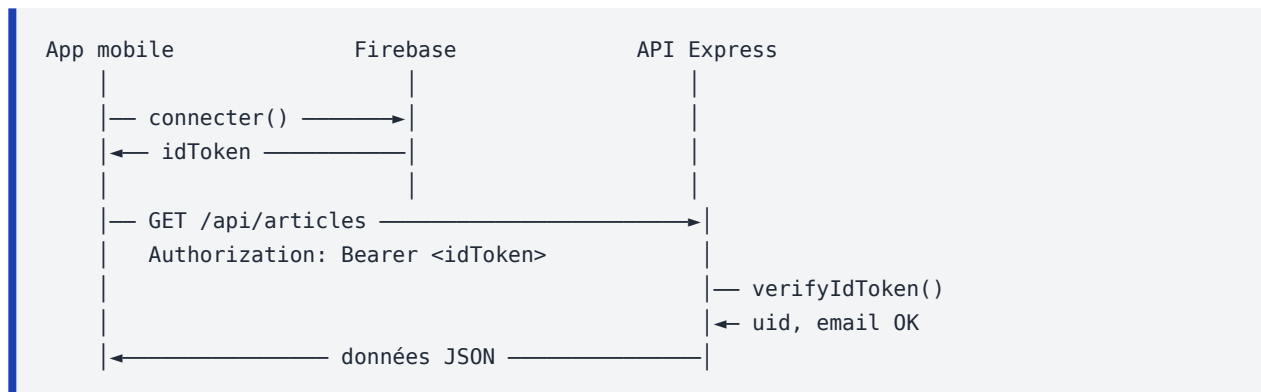 App mobile Firebase API Express
connecter()
idToken
GET /api/articles
Authorization: Bearer <idToken>
verifyIdToken()
uid, email OK
données JSON